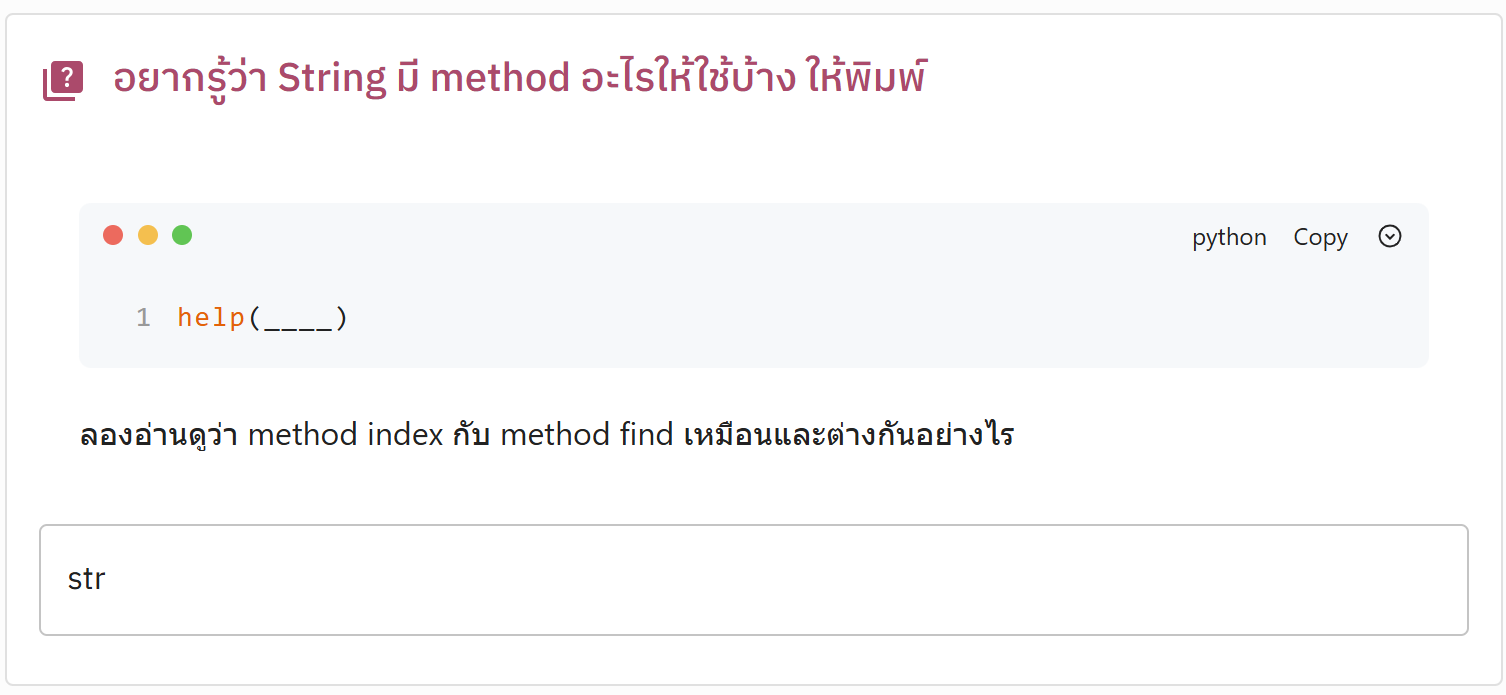 อยากรู้ว่า String มี method อะไรให้ใช้บ้าง ให้พิมพ์
python Copy
1 help(____)
ลองอ่านดูว่า method index กับ method find เหมือนและต่างกันอย่างไร
str